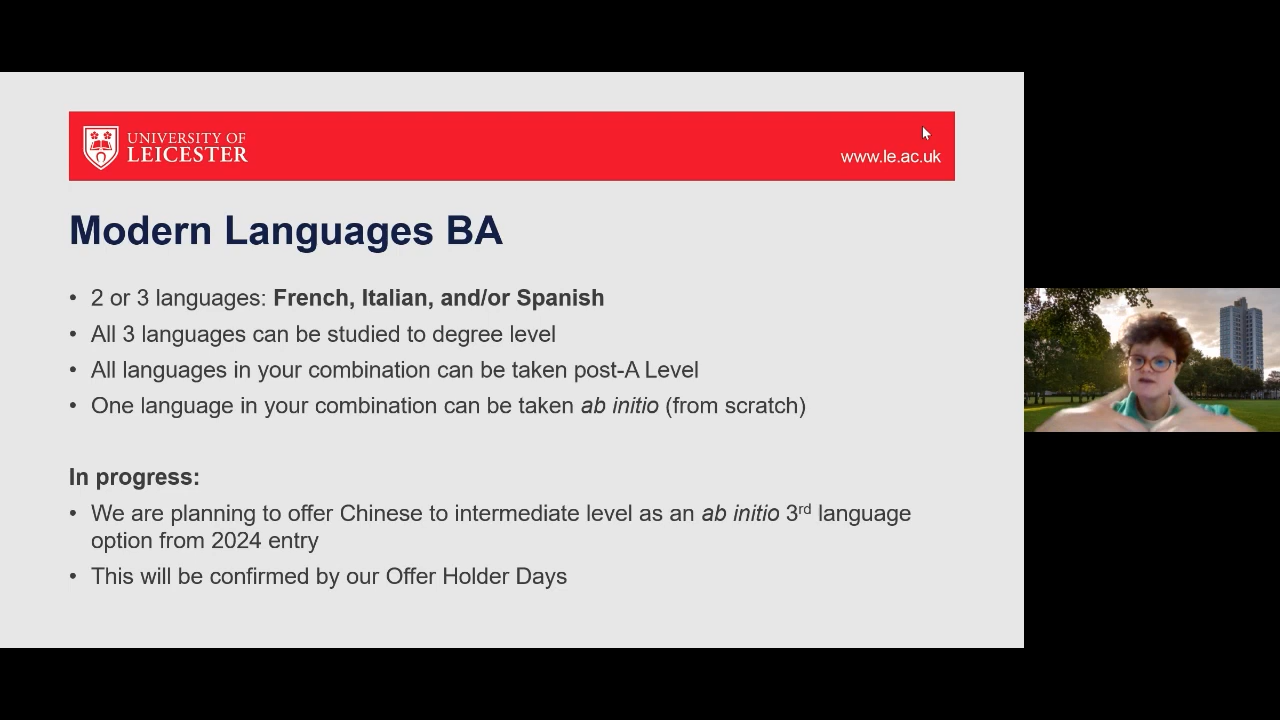 UNIVERSITY OF
LEICESTER
www.le.ac.uk
Modern Languages BA
• 2 or 3 languages: French, Italian, and/or Spanish
• All 3 languages can be studied to degree level
• All languages in your combination can be taken post-A Level
• One language in your combination can be taken ab initio (from scratch)
In progress:
• We are planning to offer Chinese to intermediate level as an ab initio 3rd language
option from 2024 entry
• This will be confirmed by our Offer Holder Days